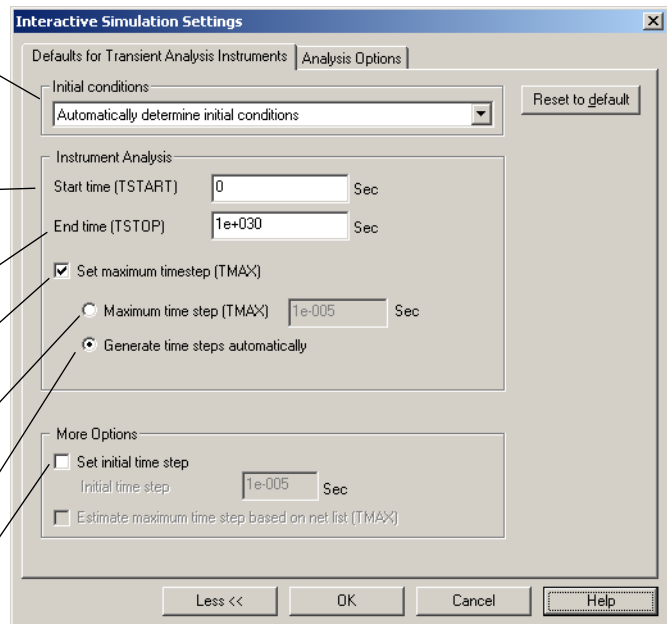 Interactive Simulation Settings
Defaults for Transient Analysis Instruments
Analysis Options
Initial conditions
Automatically determine initial conditions
Reset to default
Instrument Analysis
Start time (TSTART) 0 Sec
End time (TSTOP) 1e+030 Sec
Set maximum timestep (TMAX)
Maximum time step (TMAX) 1e-005 Sec
Generate time steps automatically
More Options
Set initial time step
Initial time step 1e-005 Sec
Estimate maximum time step based on net list (TMAX)
Less << OK Cancel Help